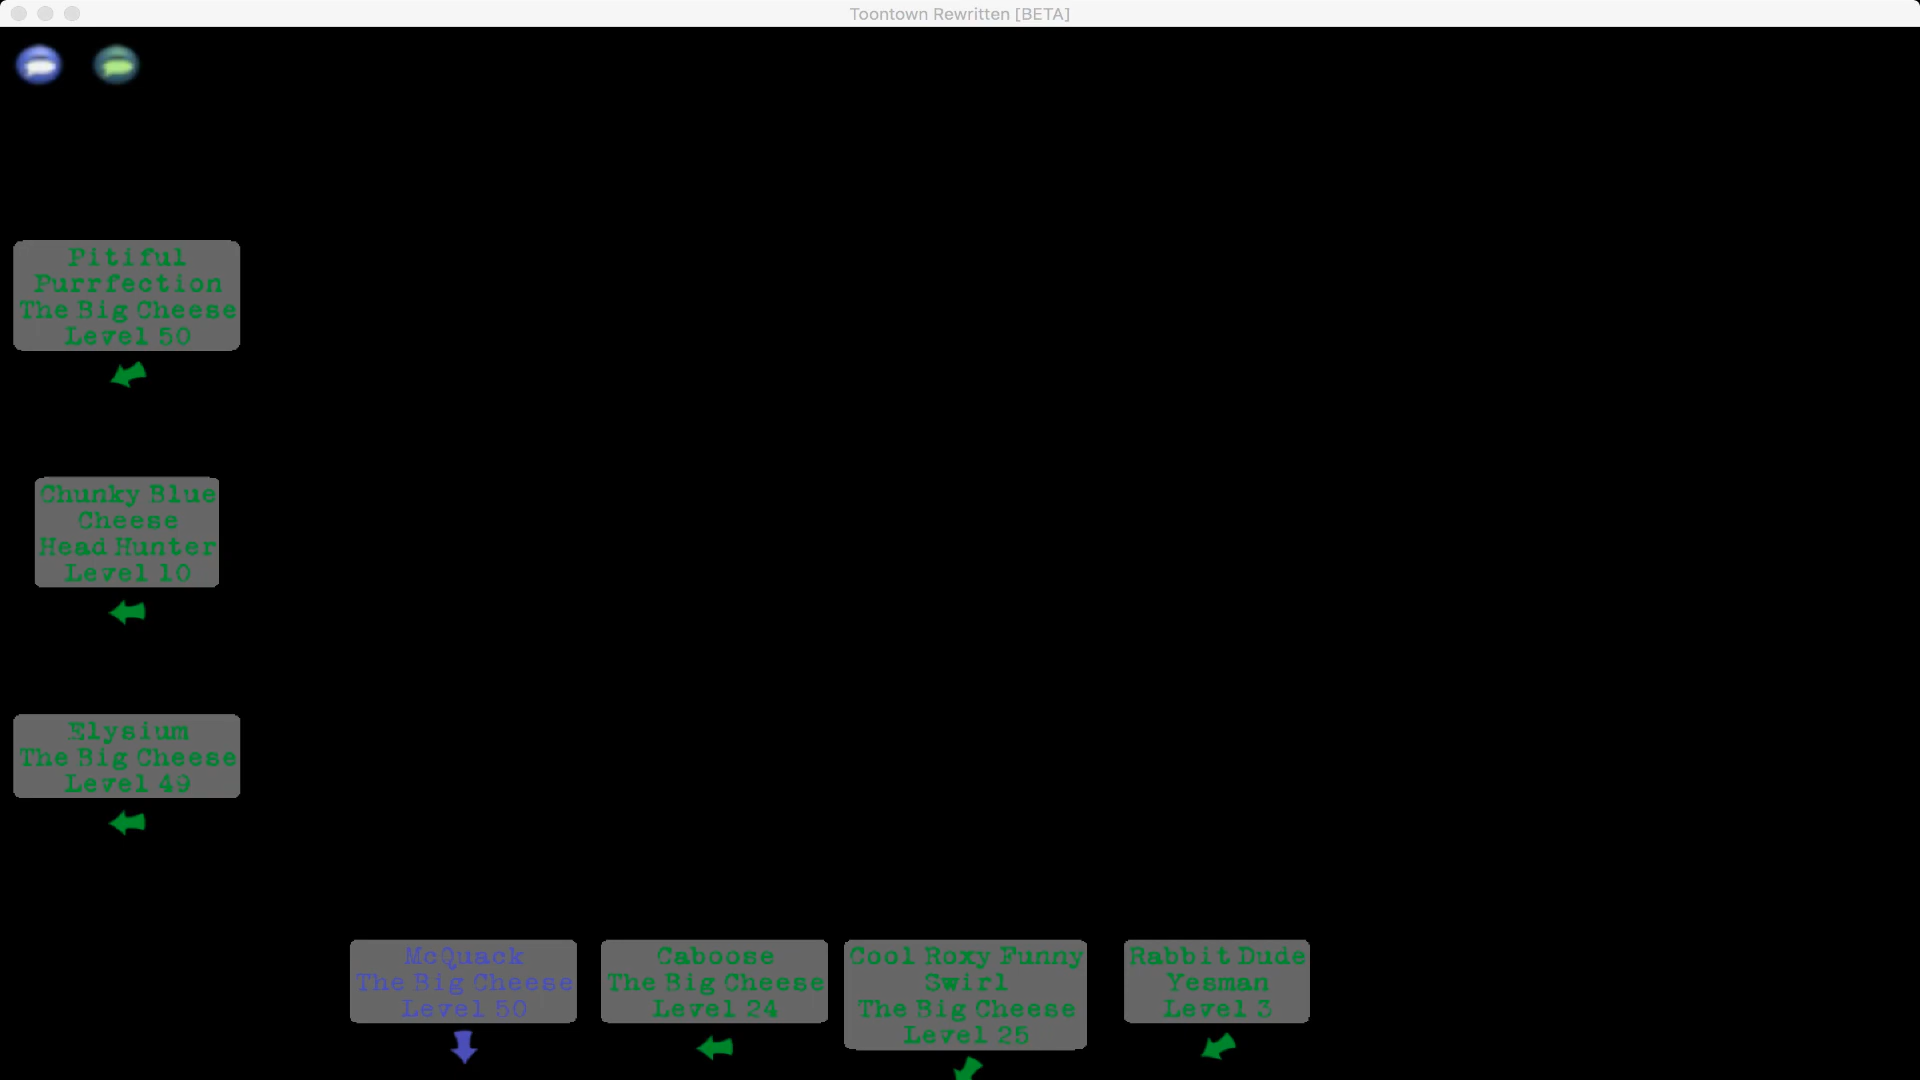 Toontown Rewritten [BETA]
Pitiful
Purrfection
The Big Cheese
Level 50
Chunky Blue
Cheese
Head Hunter
Level 10
Elysium
The Big Cheese
Level 49
McQuack
The Big Cheese
Level 50
Caboose
The Big Cheese
Level 24
Cool Roxy Funny
Swirl
The Big Cheese
Level 25
Rabbit Dude
Yesman
Level 3